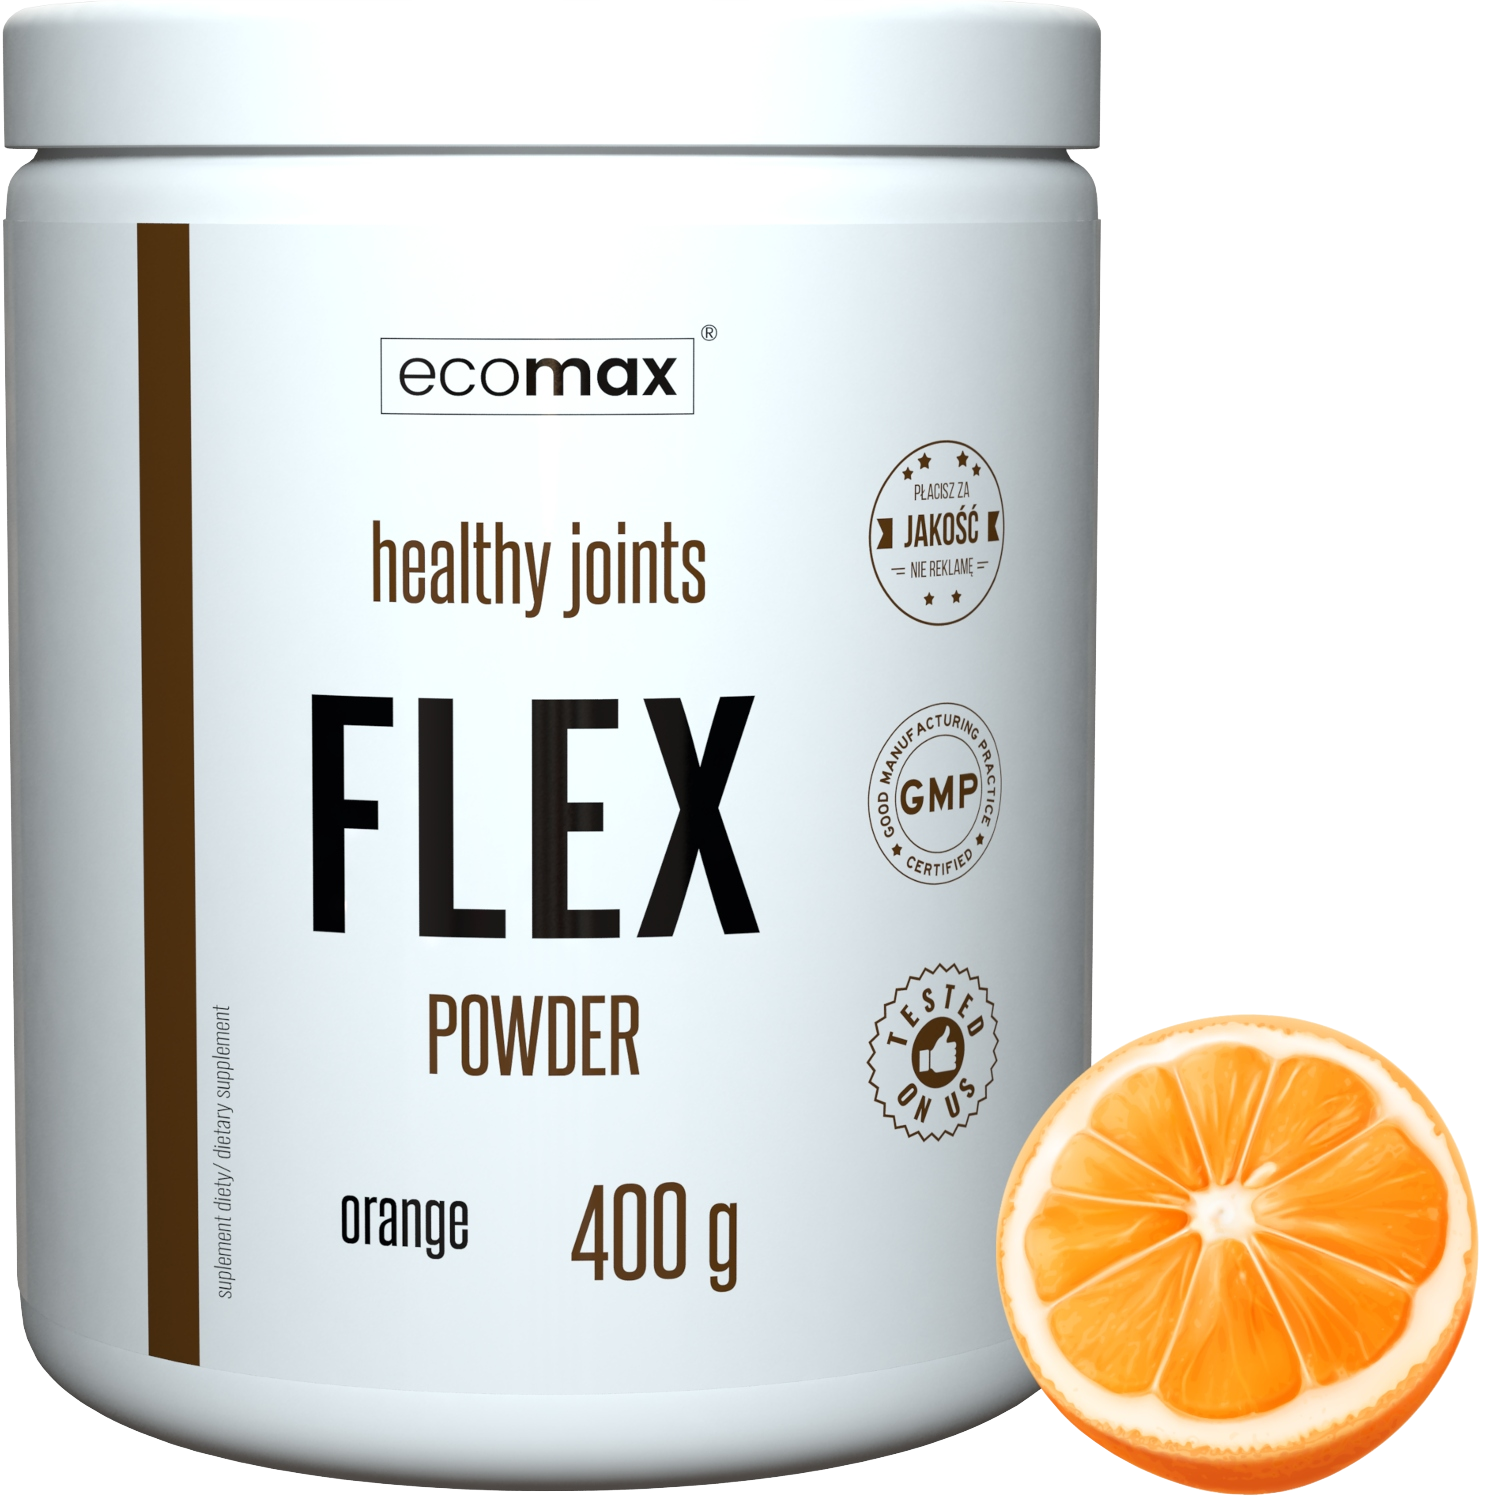 ecomax®
healthy joints
FLEX
POWDER
orange
400 g
suplement diety/ dietary supplement
PŁACISZ ZA
JAKOŚĆ
NIE REKLAMĘ
GOOD MANUFACTURING PRACTICE
GMP
CERTIFIED
TESTED
ON US